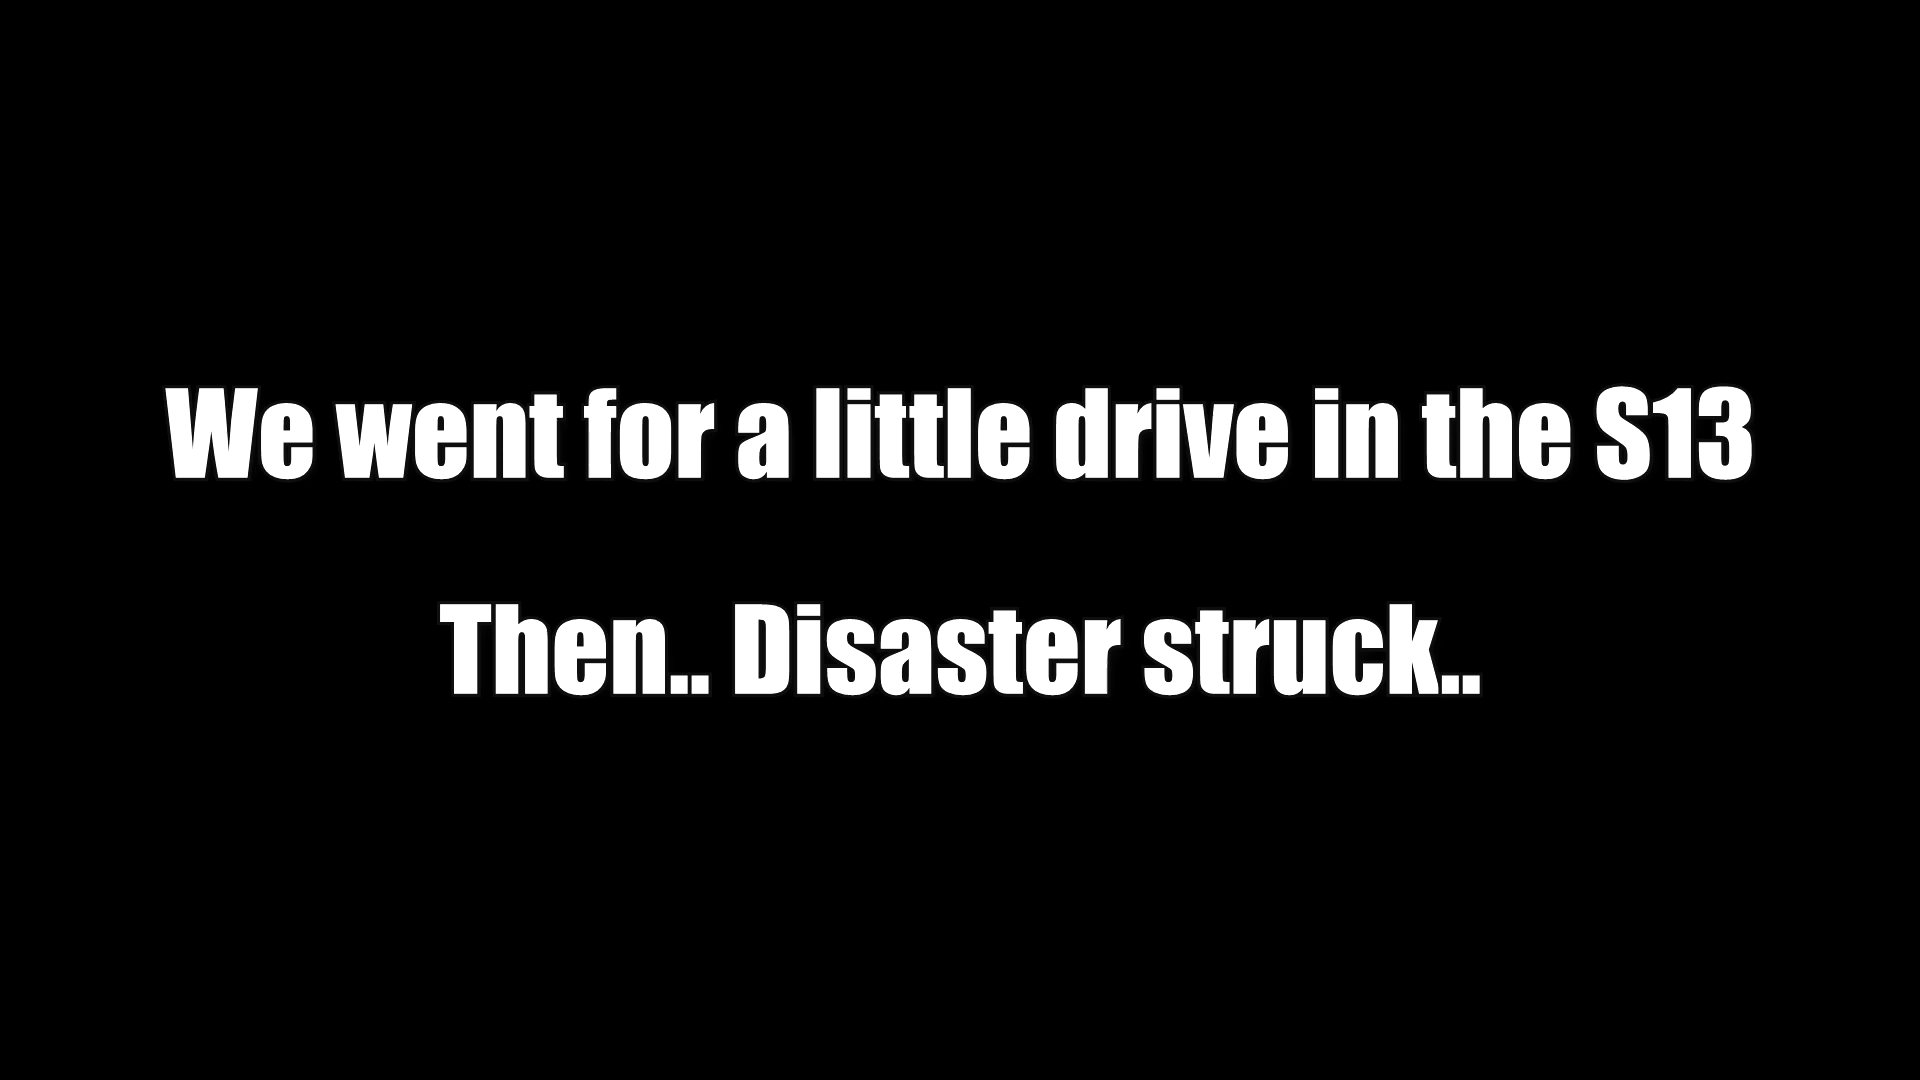 We went for a little drive in the S13
Then.. Disaster struck..